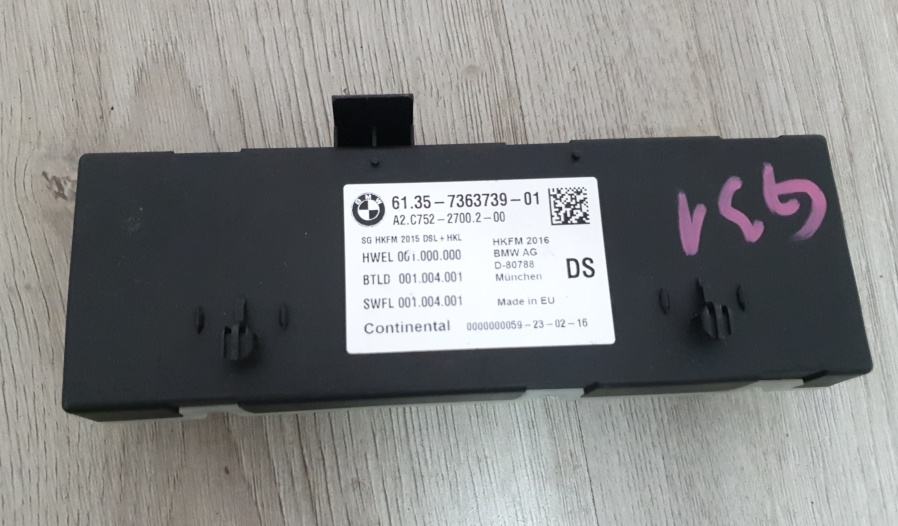 BMW
61.35-7363739-01
A2.C752-2700.2-00
SG HKFM 2015 DSL + HKL
HWEL 001.000.000
BTLD 001.004.001
SWFL 001.004.001
Continental
HKFM 2016
BMW AG
D-80788
München
DS
Made in EU
0000000059-23-02-16
G31